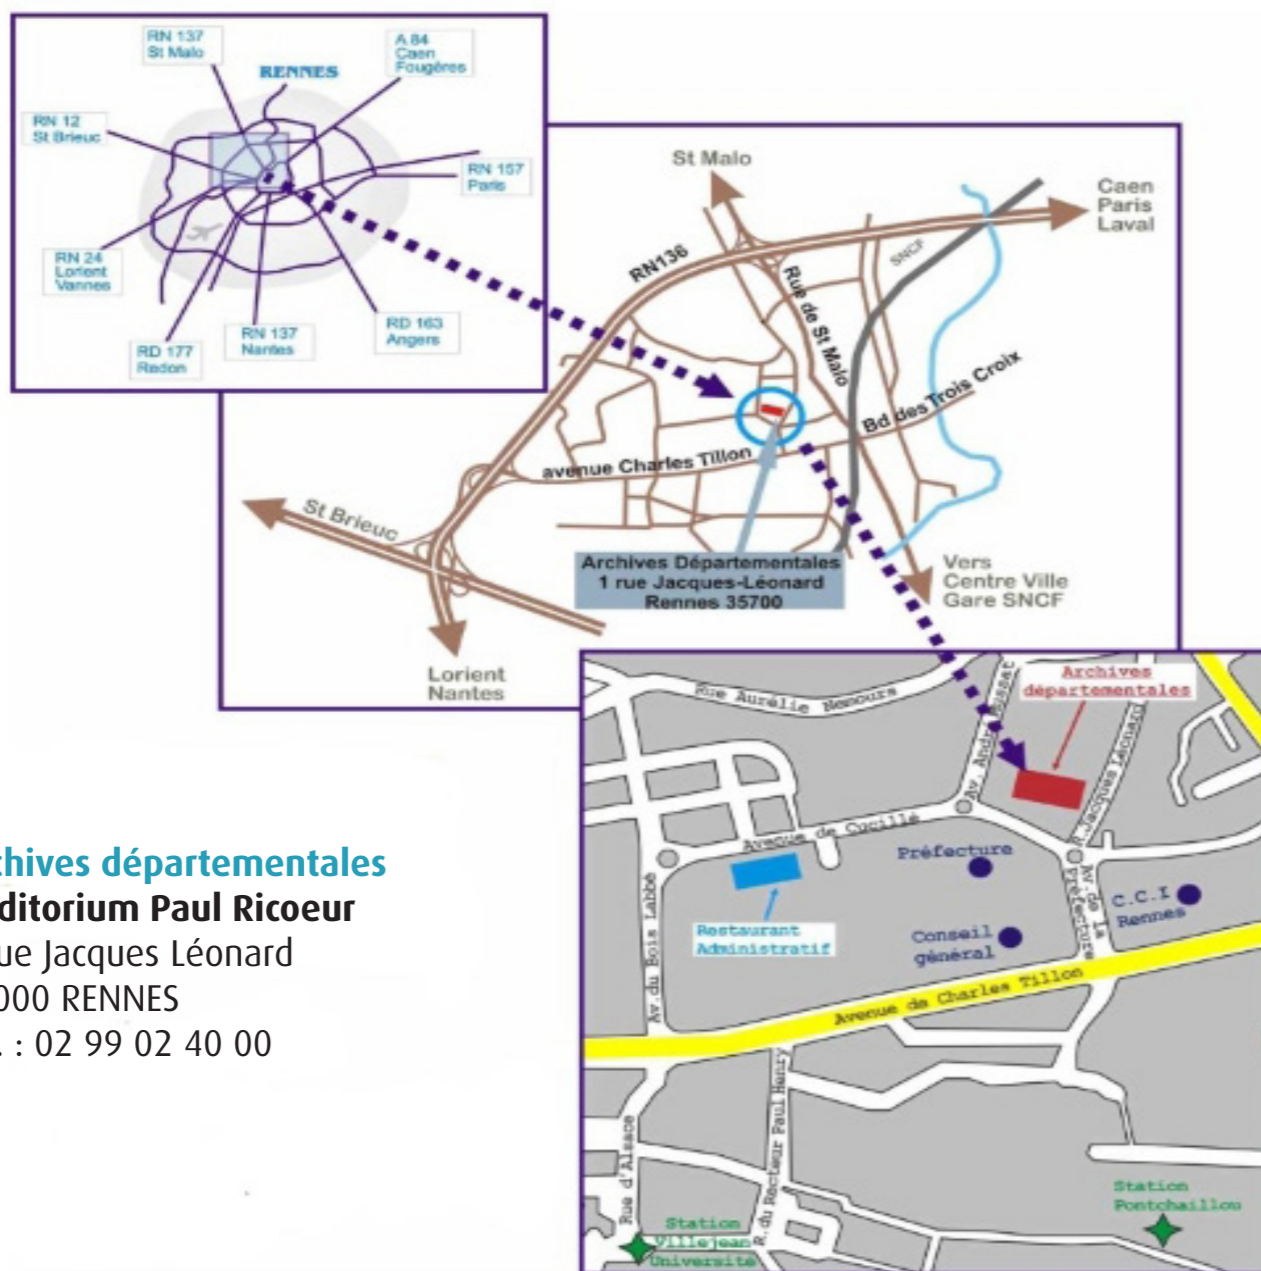 RN 137
St Malo
A 84
Caen
Fougères
RENNES
RN 12
St Brieuc
RN 157
Paris
RN 24
Lorient
Vannes
RD 177
Redon
RN 137
Nantes
RD 163
Angers
St Malo
Caen
Paris
Laval
RN136
SNCF
Rue de St Malo
Bd des Trois Croix
avenue Charles Tillon
St Brieuc
Archives Départementales
1 rue Jacques-Léonard
Rennes 35700
Vers
Centre Ville
Gare SNCF
Lorient
Nantes
chives départementales
ditorium Paul Ricoeur
ue Jacques Léonard
000 RENNES
. : 02 99 02 40 00
Rue Aurélie Nemours
Archives
départementales
Av. André Mussat
R.Jacques Léonard
Avenue de Cucillé
Préfecture
C.C.I
Rennes
Restaurant
Administratif
Conseil
général
Av. de la
Préfecture
Av.du Bois Labbé
Avenue de Charles Tillon
Rue d'Alsace
R.du Recteur Paul Henry
Station
Villejean
Université
Station
Pontchaillou